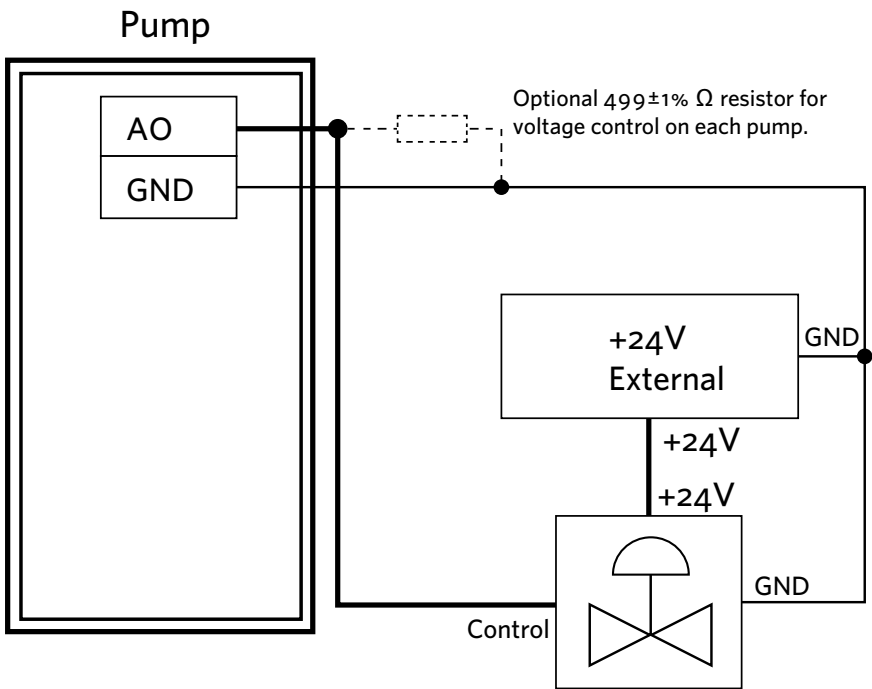 Pump
AO
Optional 499±1% Ω resistor for
voltage control on each pump.
GND
+24V
External
GND
+24V
+24V
GND
Control